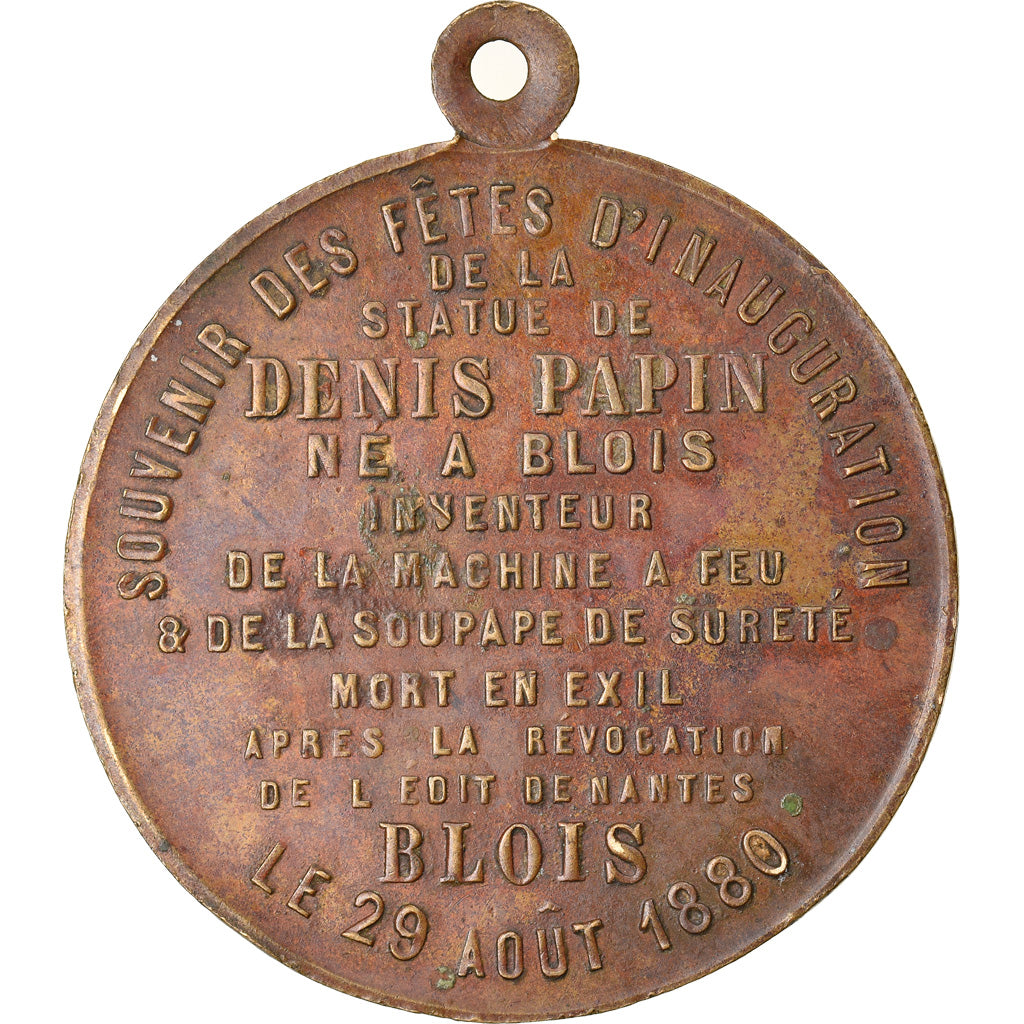 SOUVENIR DES FÊTES D'INAUGURATION
DE LA
STATUE DE
DENIS PAPIN
NÉ A BLOIS
INVENTEUR
DE LA MACHINE A FEU
& DE LA SOUPAPE DE SURETÉ
MORT EN EXIL
APRES LA RÉVOCATION
DE L EDIT DE NANTES
BLOIS
LE 29 AOÛT 1880